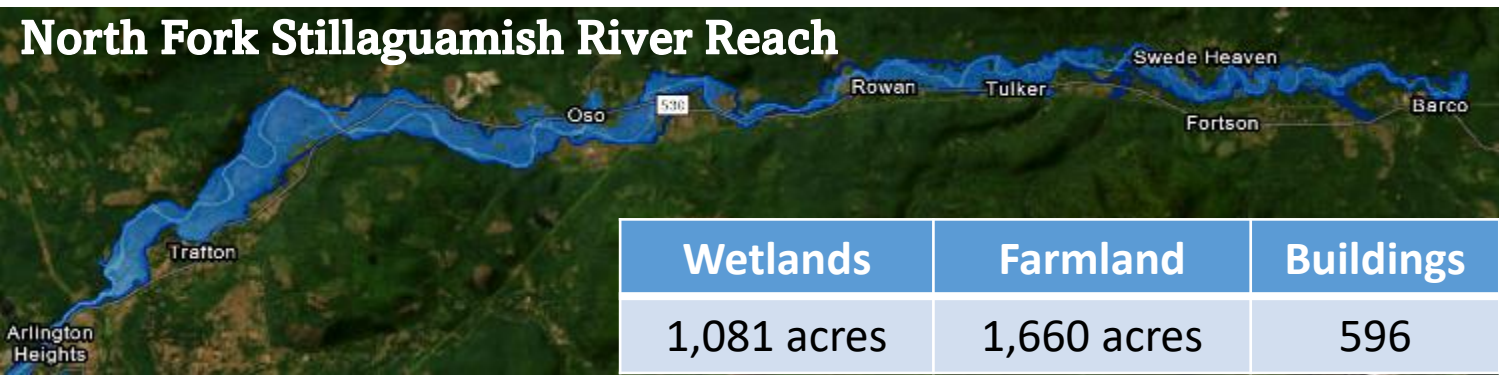 North Fork Stillaguamish River Reach
Swede Heaven
Rowan
Tulker
Barco
530
Oso
Fortson
Trafton
Arlington
Heights
Wetlands Farmland Buildings
1,081 acres 1,660 acres 596